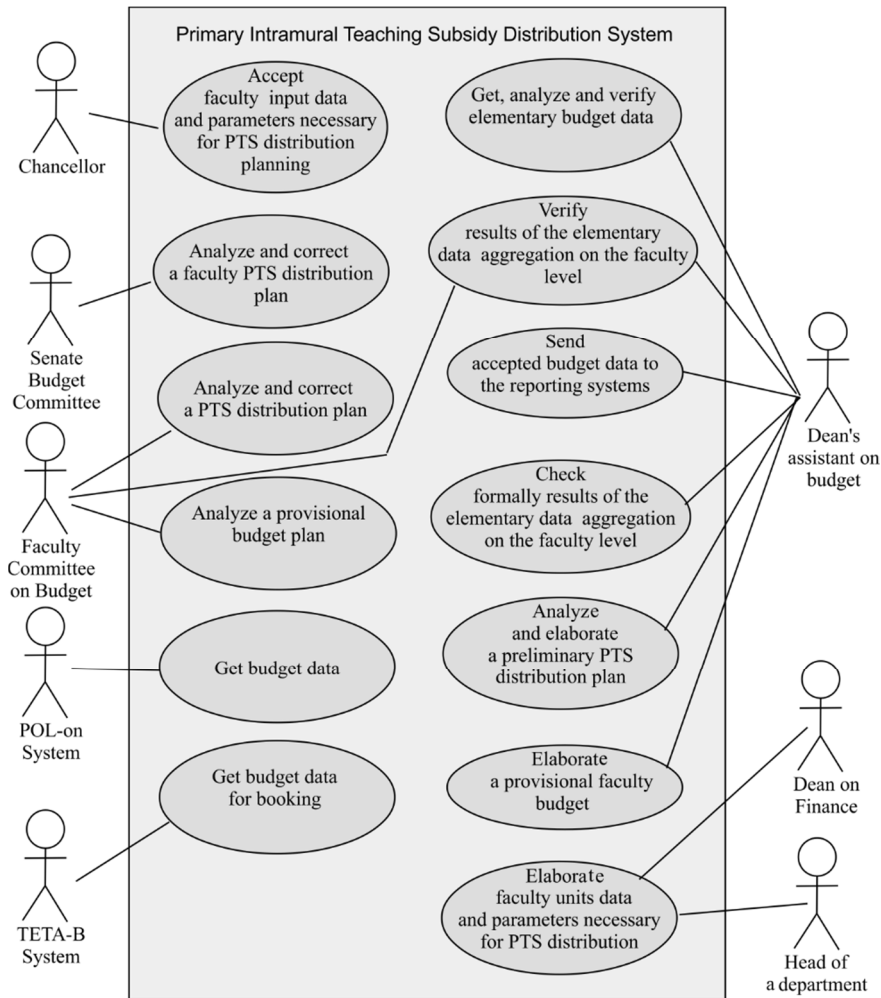 Primary Intramural Teaching Subsidy Distribution System
Chancellor
Senate
Budget
Committee
Faculty
Committee
on Budget
POL-on
System
TETA-B
System
Accept
faculty input data
and parameters necessary
for PTS distribution
planning
Analyze and correct
a faculty PTS distribution
plan
Analyze and correct
a PTS distribution plan
Analyze a provisional
budget plan
Get budget data
Get budget data
for booking
Get, analyze and verify
elementary budget data
Verify
results of the elementary
data aggregation on the faculty
level
Send
accepted budget data to
the reporting systems
Check
formally results of the
elementary data aggregation
on the faculty level
Analyze
and elaborate
a preliminary PTS
distribution plan
Elaborate
a provisional faculty
budget
Elaborate
faculty units data
and parameters necessary
for PTS distribution
Dean's
assistant on
budget
Dean on
Finance
Head of
a department